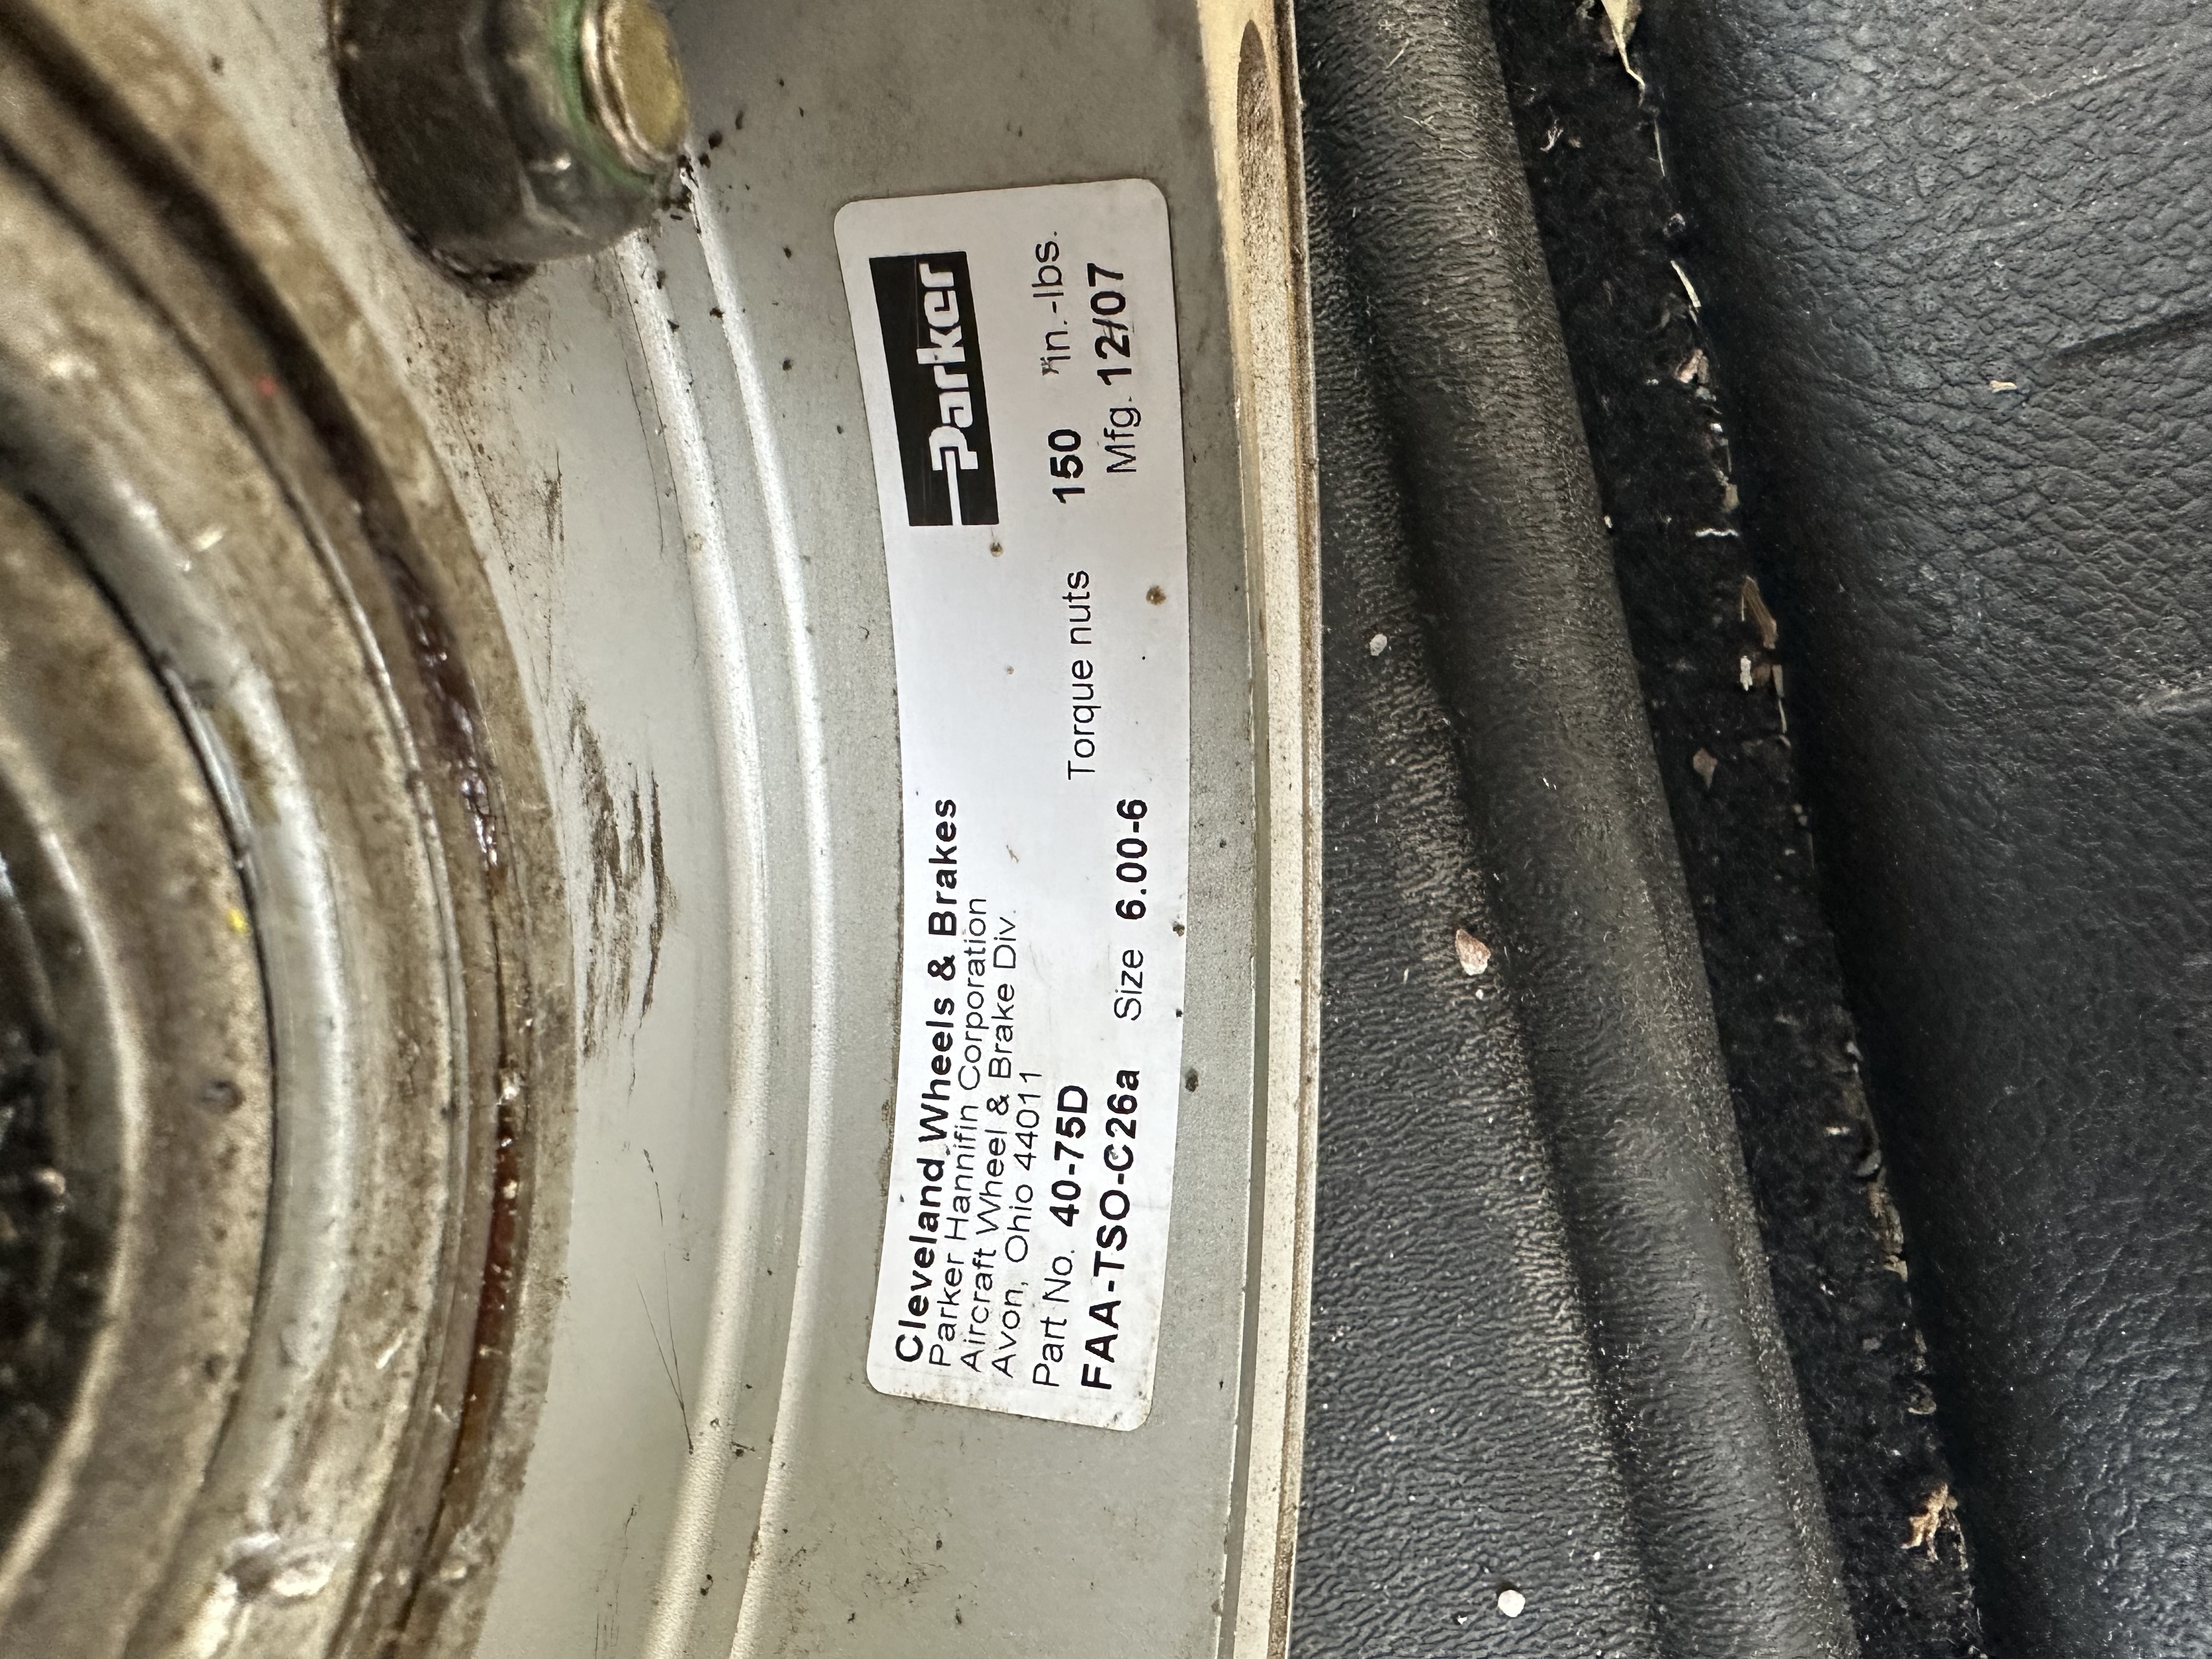 Cleveland Wheels & Brakes
Parker Hannifin Corporation
Aircraft Wheel & Brake Div.
Avon, Ohio 44011
Parker
Part No. 40-75D Torque nuts 150 in.-lbs.
FAA-TSO-C26a Size 6.00-6 Mfg. 12/07